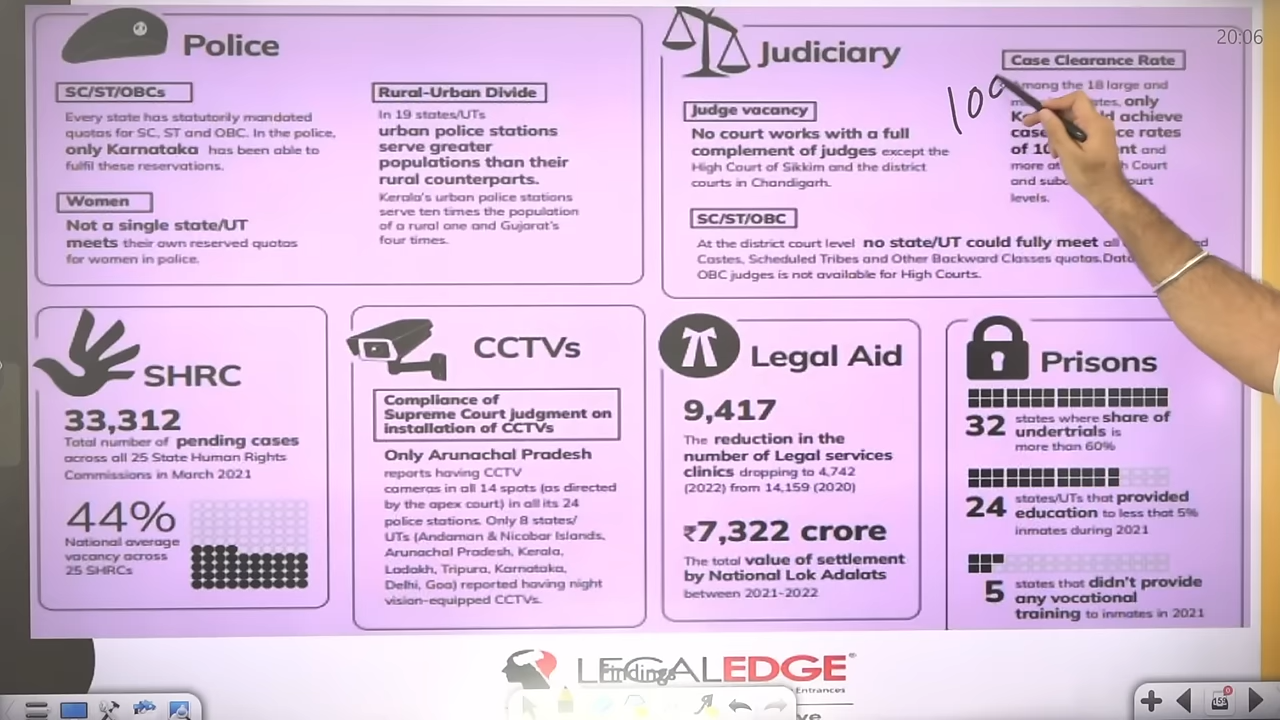 Police
SC/ST/OBCs
Every state has statutorily mandated
quotas for SC, ST and OBC. In the police,
only Karnataka has been able to
fulfil these reservations.
Women
Not a single state/UT
meets their own reserved quotas
for women in police.
Rural-Urban Divide
In 19 states/UTs
urban police stations
serve greater
populations than their
rural counterparts.
Kerala's urban police stations
serve ten times the population
of a rural one and Gujarat's
four times.
Judiciary
Judge vacancy
No court works with a full
complement of judges except the
High Court of Sikkim and the district
courts in Chandigarh.
SC/ST/OBC
At the district court level no state/UT could fully meet all
Castes, Scheduled Tribes and Other Backward Classes quotas.Data
OBC judges is not available for High Courts.
20:06
Case Clearance Rate
Among the 18 large and
only
achieve
case rates
of and
more at Court
and
levels.
100
SHRC
33,312
Total number of pending cases
across all 25 State Human Rights
Commissions in March 2021
44%
National average
vacancy across
25 SHRCs
CCTVs
Compliance of
Supreme Court judgment on
installation of CCTVs
Only Arunachal Pradesh
reports having CCTV
cameras in all 14 spots (as directed
by the apex court) in all its 24
police stations. Only 8 states/
UTs (Andaman & Nicobar Islands,
Arunachal Pradesh, Kerala,
Ladakh, Tripura, Karnataka,
Delhi, Goa) reported having night
vision-equipped CCTVs.
Legal Aid
9,417
The reduction in the
number of Legal services
clinics dropping to 4,742
(2022) from 14,159 (2020)
₹7,322 crore
The total value of settlement
by National Lok Adalats
between 2021-2022
Prisons
32 states where share of
undertrials is
more than 60%
24 states/UTs that provided
education to less that 5%
inmates during 2021
5 states that didn't provide
any vocational
training to inmates in 2021
LEGALEDGE
Findings
Entrances